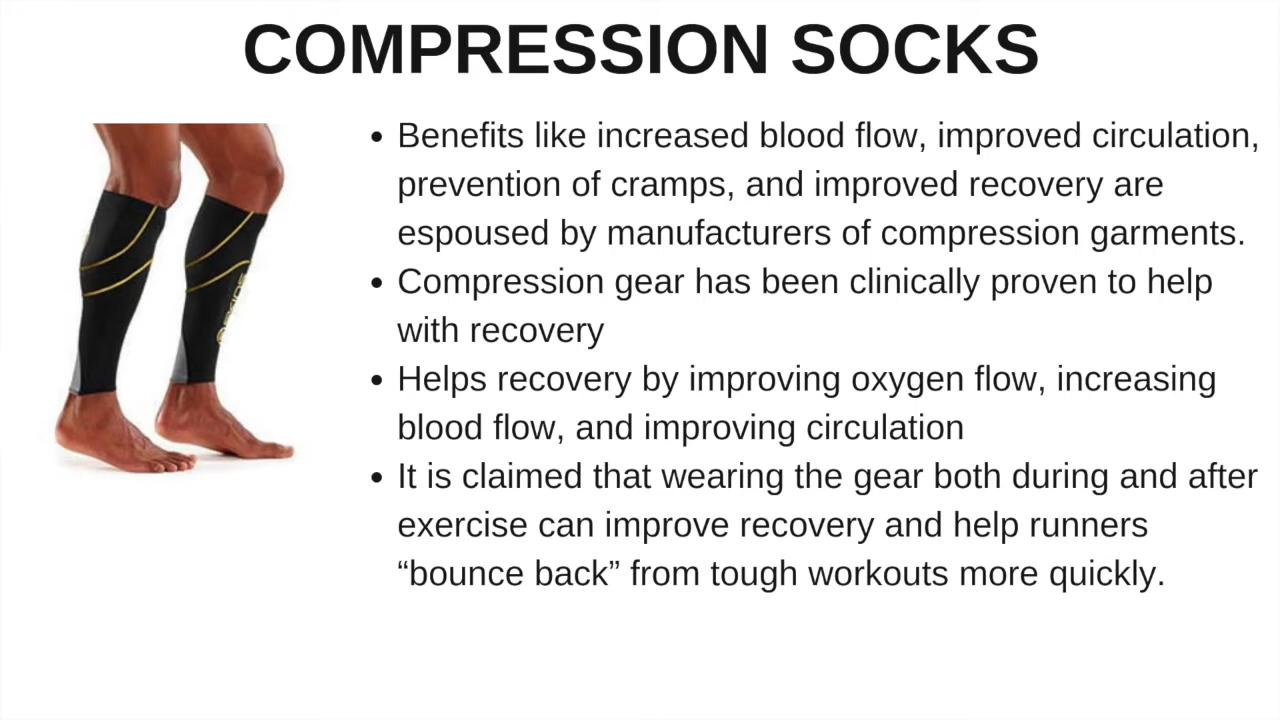 COMPRESSION SOCKS
• Benefits like increased blood flow, improved circulation,
prevention of cramps, and improved recovery are
espoused by manufacturers of compression garments.
• Compression gear has been clinically proven to help
with recovery
• Helps recovery by improving oxygen flow, increasing
blood flow, and improving circulation
• It is claimed that wearing the gear both during and after
exercise can improve recovery and help runners
“bounce back” from tough workouts more quickly.